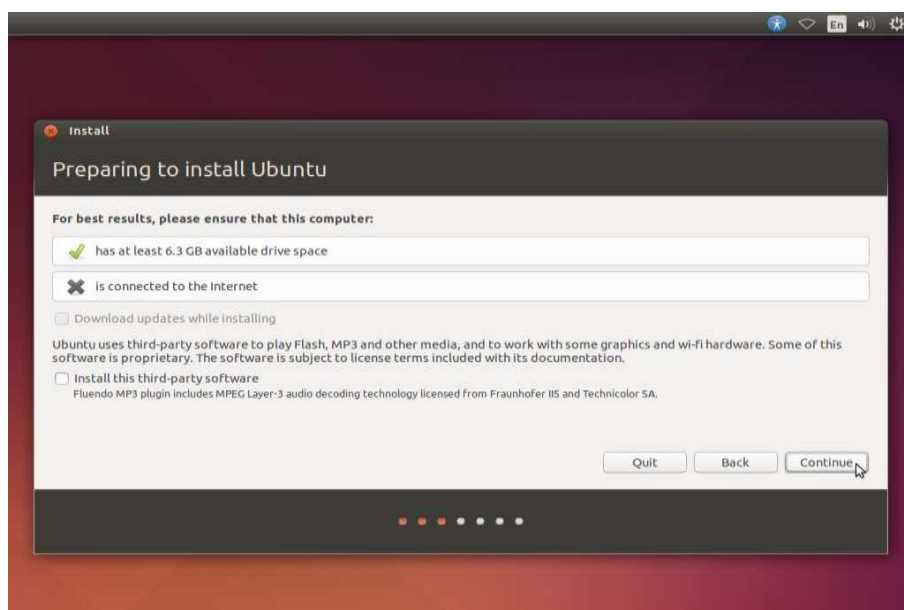 En
Install
Preparing to install Ubuntu
For best results, please ensure that this computer:
has at least 6.3 GB available drive space
is connected to the Internet
Download updates while installing
Ubuntu uses third-party software to play Flash, MP3 and other media, and to work with some graphics and wi-fi hardware. Some of this
software is proprietary. The software is subject to license terms included with its documentation.
Install this third-party software
Fluendo MP3 plugin includes MPEG Layer-3 audio decoding technology licensed from Fraunhofer IIS and Technicolor SA.
Quit Back Continue